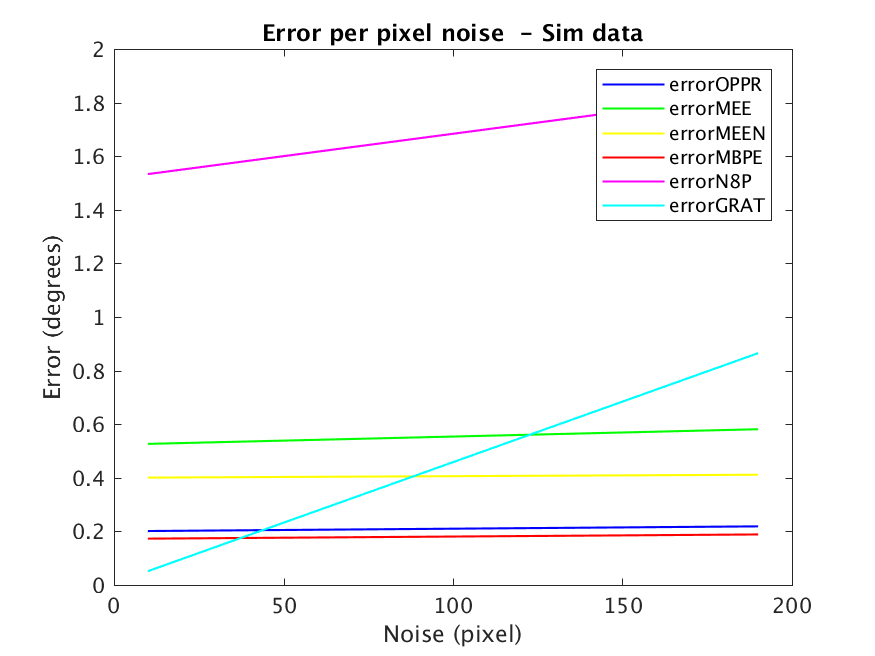 Error per pixel noise - Sim data
2
1.8
1.6
1.4
1.2
1
0.8
0.6
0.4
0.2
0
Error (degrees)
errorOPPR
errorMEE
errorMEEN
errorMBPE
errorN8P
errorGRAT
0 50 100 150 200
Noise (pixel)